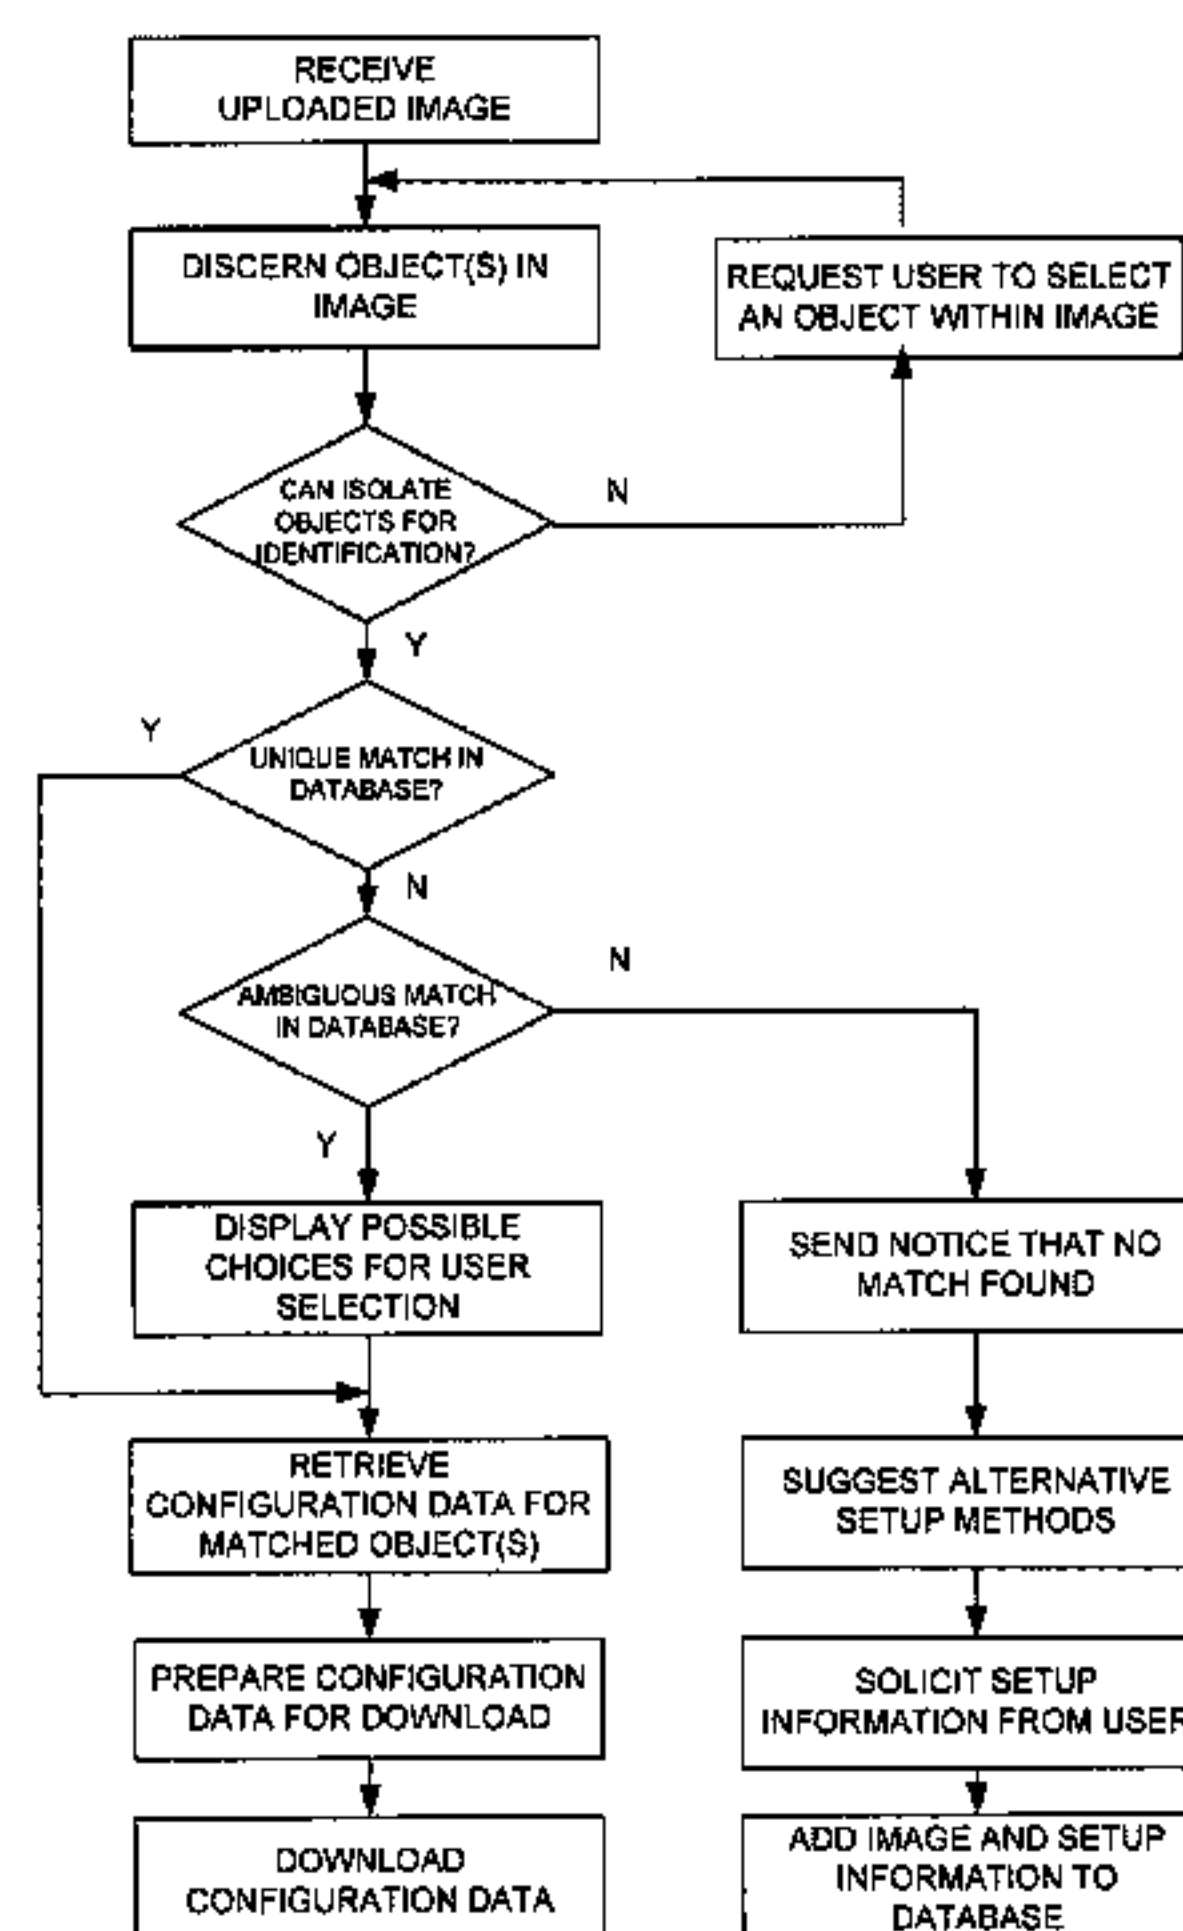 RECEIVE
UPLOADED IMAGE
DISCERN OBJECT(S) IN
IMAGE
REQUEST USER TO SELECT
AN OBJECT WITHIN IMAGE
CAN ISOLATE
OBJECTS FOR
IDENTIFICATION?
N
Y
Y
UNIQUE MATCH IN
DATABASE?
N
N
AMBIGUOUS MATCH
IN DATABASE?
Y
DISPLAY POSSIBLE
CHOICES FOR USER
SELECTION
SEND NOTICE THAT NO
MATCH FOUND
RETRIEVE
CONFIGURATION DATA FOR
MATCHED OBJECT(S)
SUGGEST ALTERNATIVE
SETUP METHODS
PREPARE CONFIGURATION
DATA FOR DOWNLOAD
SOLICIT SETUP
INFORMATION FROM USER
DOWNLOAD
CONFIGURATION DATA
ADD IMAGE AND SETUP
INFORMATION TO
DATABASE